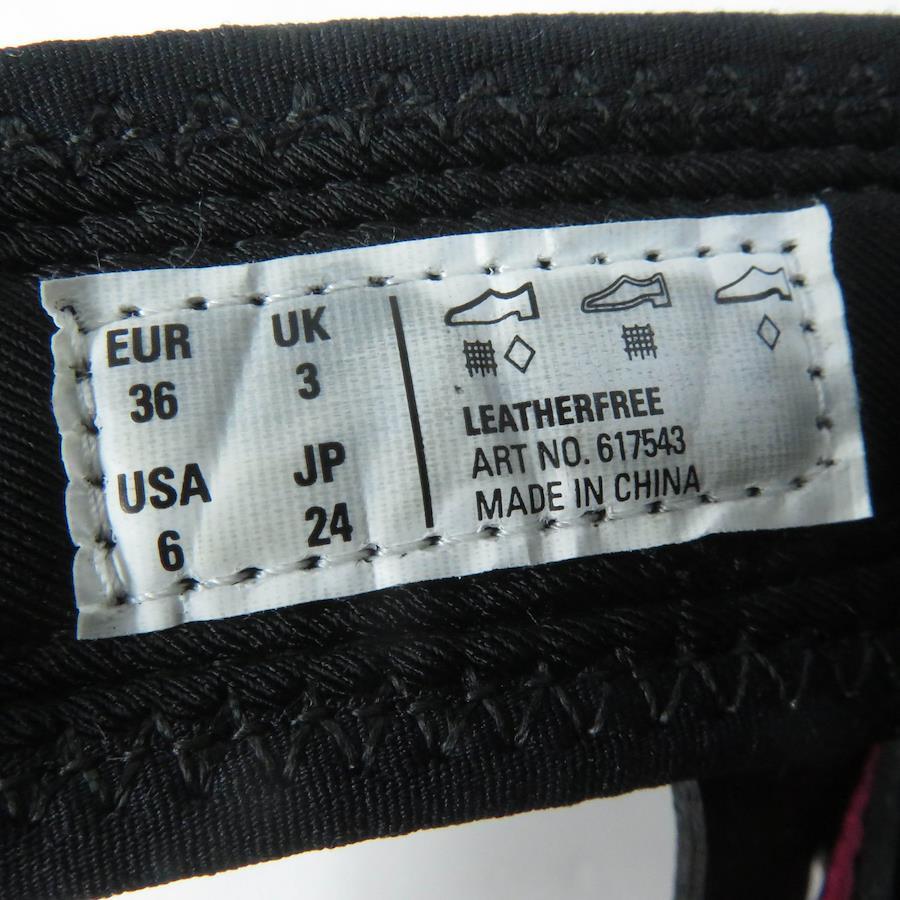 EUR UK
36 3
USA JP
6 24
LEATHERFREE
ART NO. 617543
MADE IN CHINA